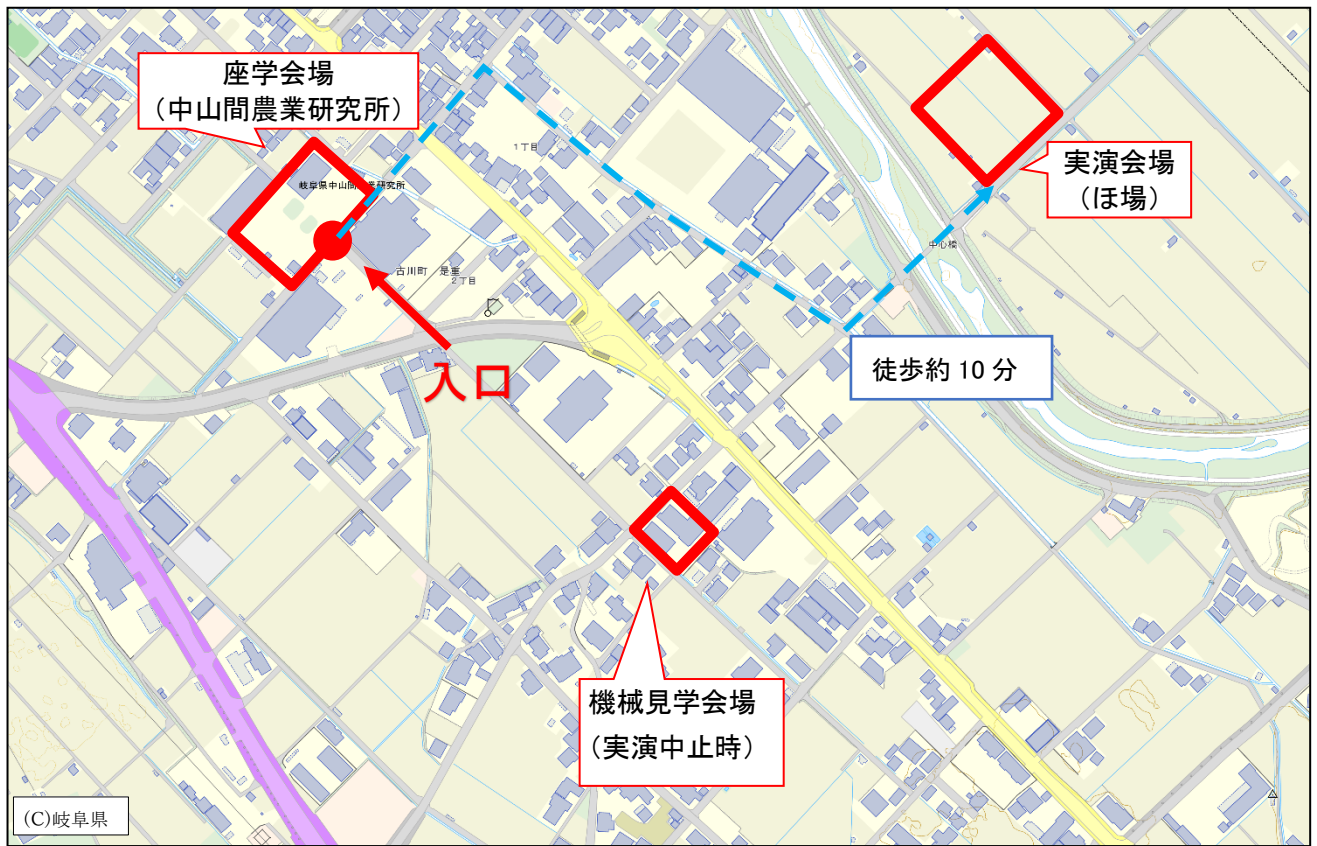 座学会場
（中山間農業研究所）
1丁目
岐阜県中山間農業研究所
実演会場
（ほ場）
中心橋
古川町　是重
2丁目
入口
徒歩約 10 分
機械見学会場
（実演中止時）
(C)岐阜県